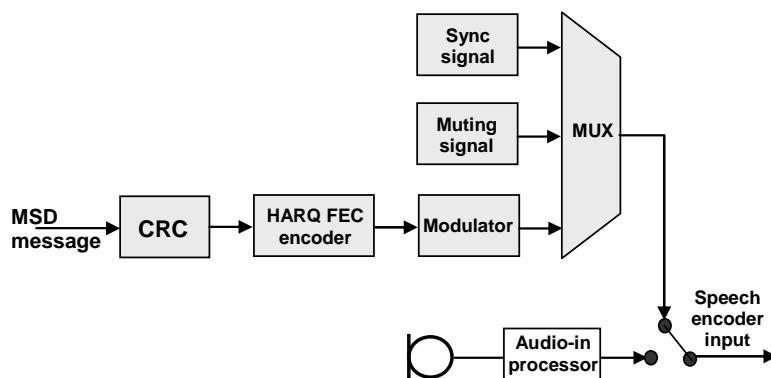 Sync
signal
Muting
signal
MUX
MSD
message
CRC
HARQ FEC
encoder
Modulator
Speech
encoder
input
Audio-in
processor